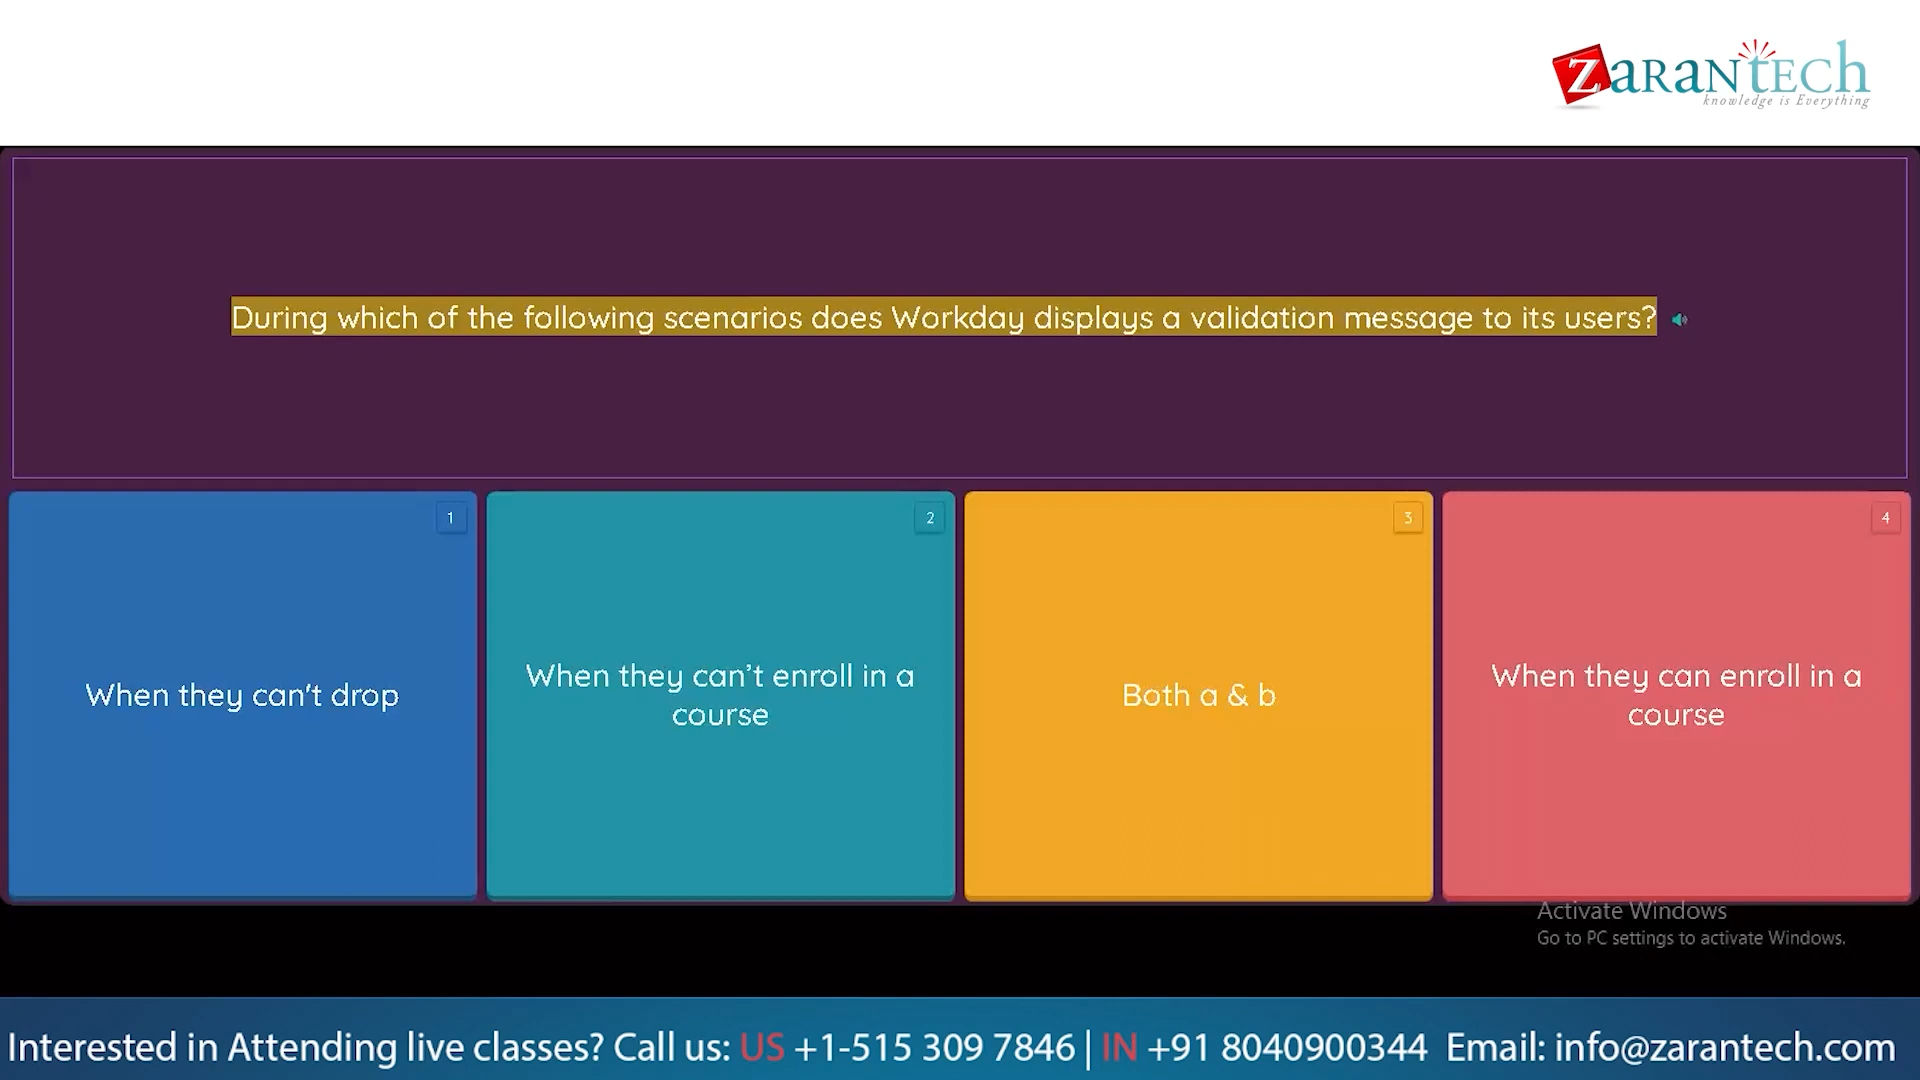 ZARANTECH
knowledge is Everything
During which of the following scenarios does Workday displays a validation message to its users?
1
2
3
4
When they can't drop
When they can’t enroll in a
course
Both a & b
When they can enroll in a
course
Activate Windows
Go to PC settings to activate Windows.
Interested in Attending live classes? Call us: US +1-515 309 7846 | IN +91 8040900344 Email: info@zarantech.com